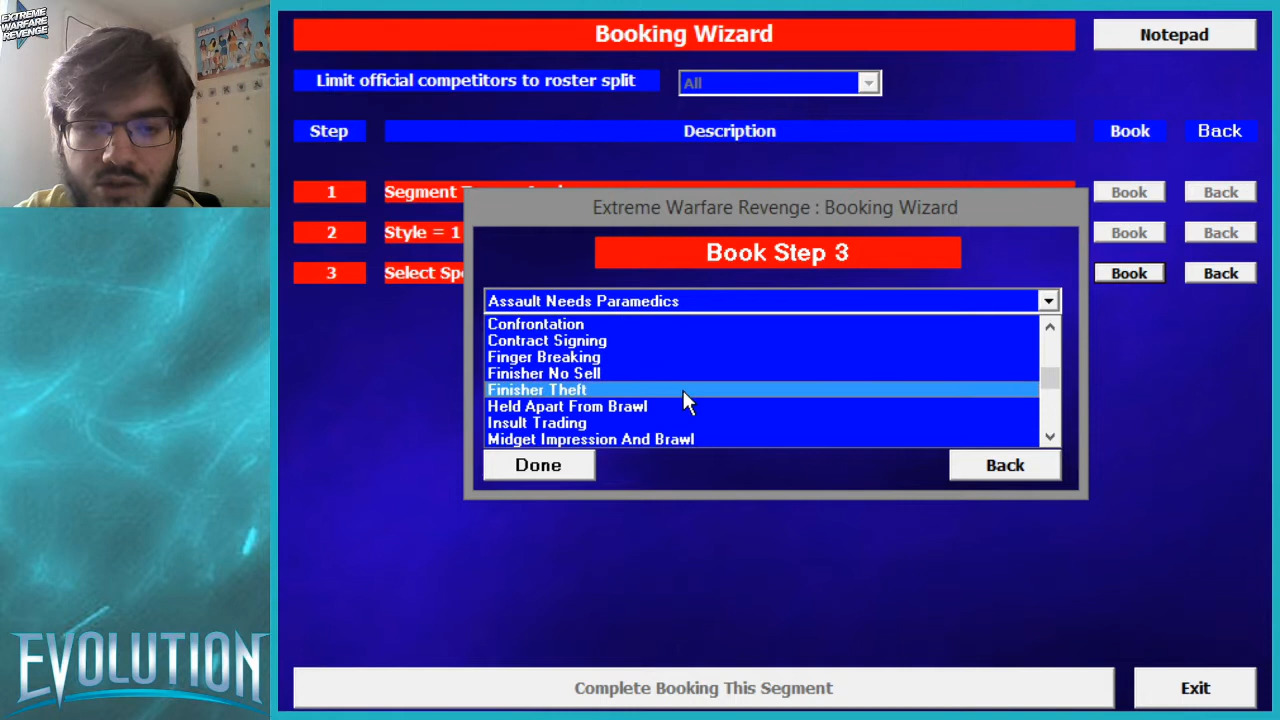 EXTREME
WARFARE
REVENGE
Booking Wizard
Notepad
Limit official competitors to roster split
All
Step
Description
Book
Back
1
Segment
Book
Back
2
Style = 1
Book
Back
3
Select Spe
Book
Back
Extreme Warfare Revenge : Booking Wizard
Book Step 3
Assault Needs Paramedics
Confrontation
Contract Signing
Finger Breaking
Finisher No Sell
Finisher Theft
Held Apart From Brawl
Insult Trading
Midget Impression And Brawl
Done
Back
EVOLUTION
Complete Booking This Segment
Exit